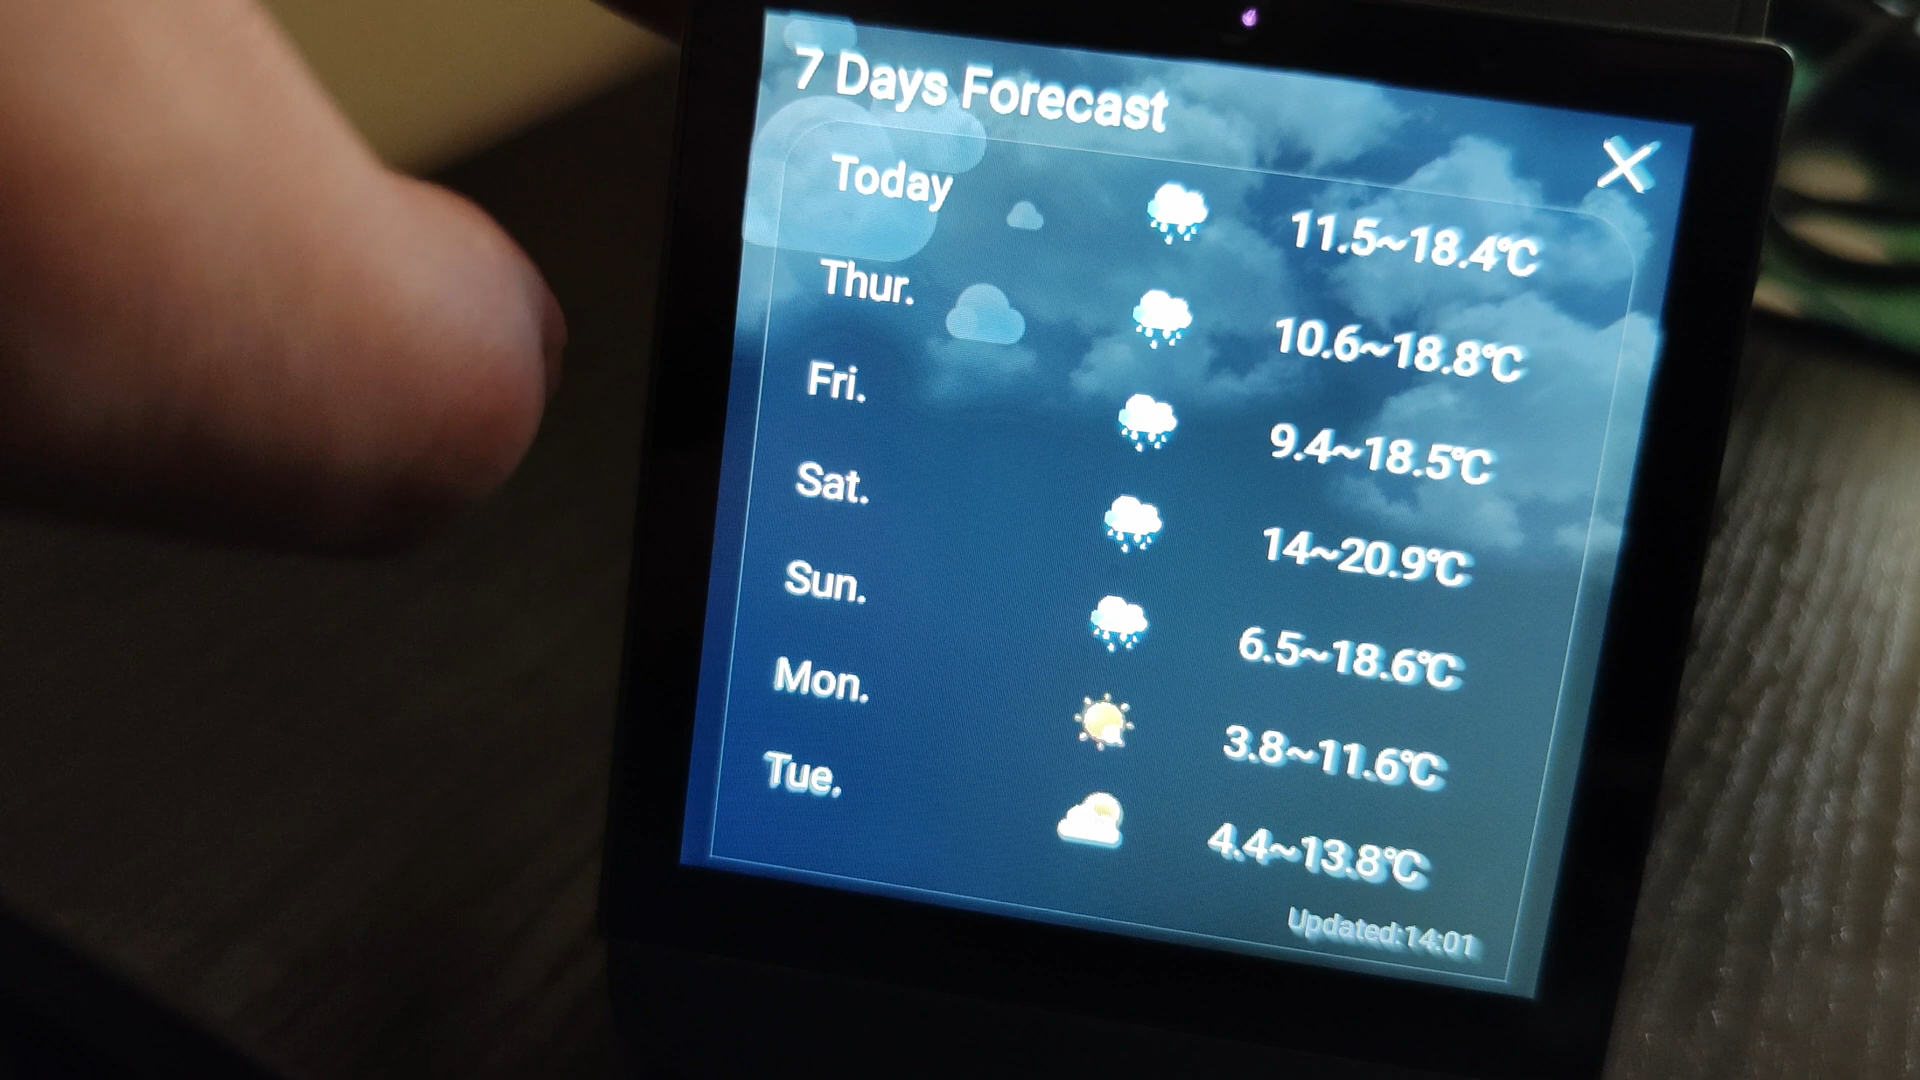 7 Days Forecast
Today 11.5~18.4℃
Thur. 10.6~18.8℃
Fri. 9.4~18.5℃
Sat. 14~20.9℃
Sun. 6.5~18.6℃
Mon. 3.8~11.6℃
Tue. 4.4~13.8℃
Updated:14:01